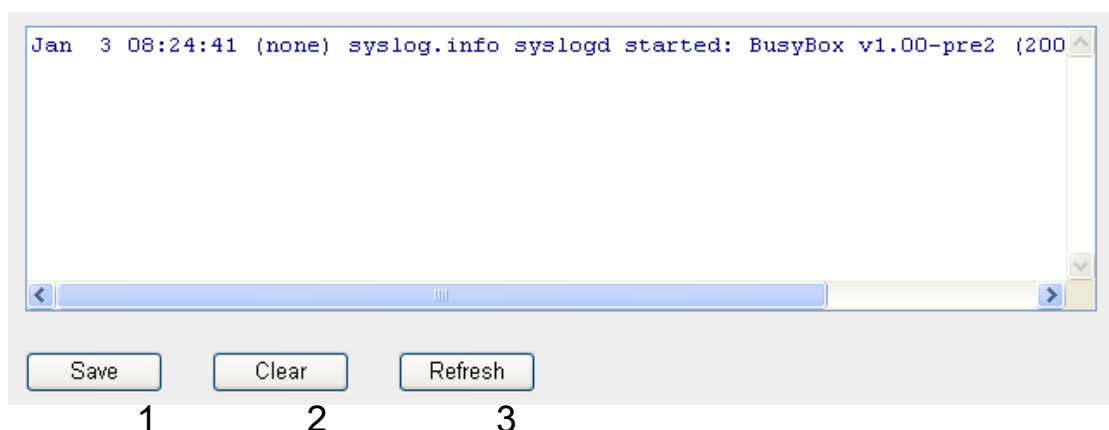 Jan  3 08:24:41 (none) syslog.info syslogd started: BusyBox v1.00-pre2 (200
Save Clear Refresh
1 2 3